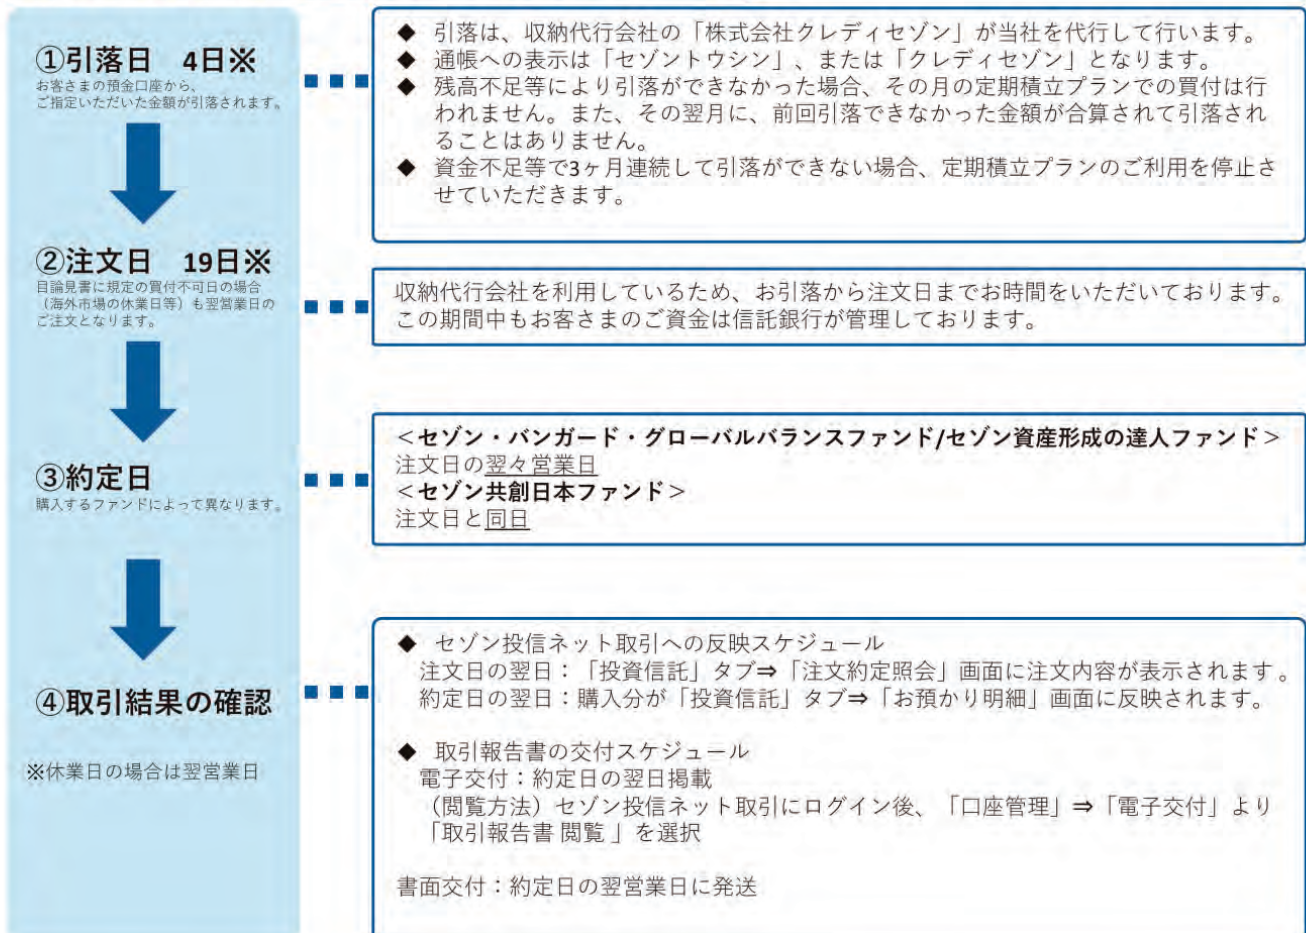 ①引落日　4日※
お客さまの預金口座から、
ご指定いただいた金額が引落されます。
◆ 引落は、収納代行会社の「株式会社クレディセゾン」が当社を代行して行います。
◆ 通帳への表示は「セゾントウシン」、または「クレディセゾン」となります。
◆ 残高不足等により引落ができなかった場合、その月の定期積立プランでの買付は行
われません。また、その翌月に、前回引落できなかった金額が合算されて引落され
ることはありません。
◆ 資金不足等で3ヶ月連続して引落ができない場合、定期積立プランのご利用を停止さ
せていただきます。
②注文日　19日※
目論見書に規定の買付不可日の場合
（海外市場の休業日等）も翌営業日の
ご注文となります。
収納代行会社を利用しているため、お引落から注文日までお時間をいただいております。
この期間中もお客さまのご資金は信託銀行が管理しております。
③約定日
購入するファンドによって異なります。
＜セゾン・バンガード・グローバルバランスファンド/セゾン資産形成の達人ファンド＞
注文日の翌々営業日
＜セゾン共創日本ファンド＞
注文日と同日
④取引結果の確認
※休業日の場合は翌営業日
◆ セゾン投信ネット取引への反映スケジュール
注文日の翌日：「投資信託」タブ⇒「注文約定照会」画面に注文内容が表示されます。
約定日の翌日：購入分が「投資信託」タブ⇒「お預かり明細」画面に反映されます。
◆ 取引報告書の交付スケジュール
電子交付：約定日の翌日掲載
（閲覧方法）セゾン投信ネット取引にログイン後、「口座管理」⇒「電子交付」より
「取引報告書 閲覧 」を選択
書面交付：約定日の翌営業日に発送